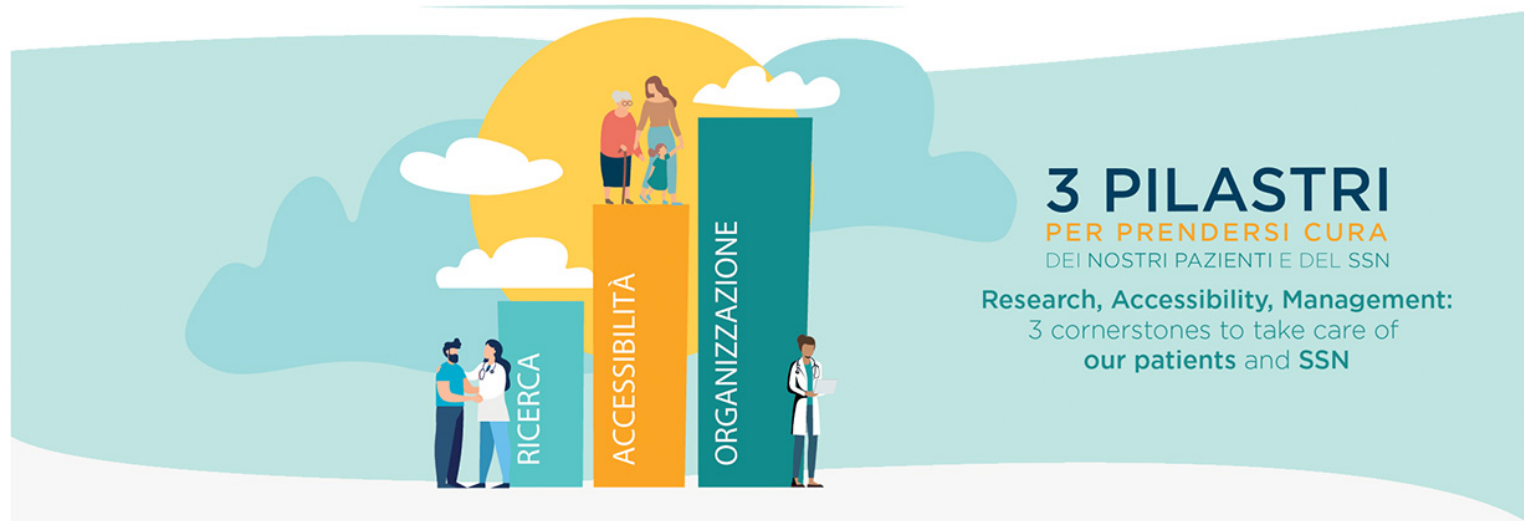 RICERCA
ACCESSIBILITÀ
ORGANIZZAZIONE
3 PILASTRI
PER PRENDERSI CURA
DEI NOSTRI PAZIENTI E DEL SSN
Research, Accessibility, Management:
3 cornerstones to take care of
our patients and SSN